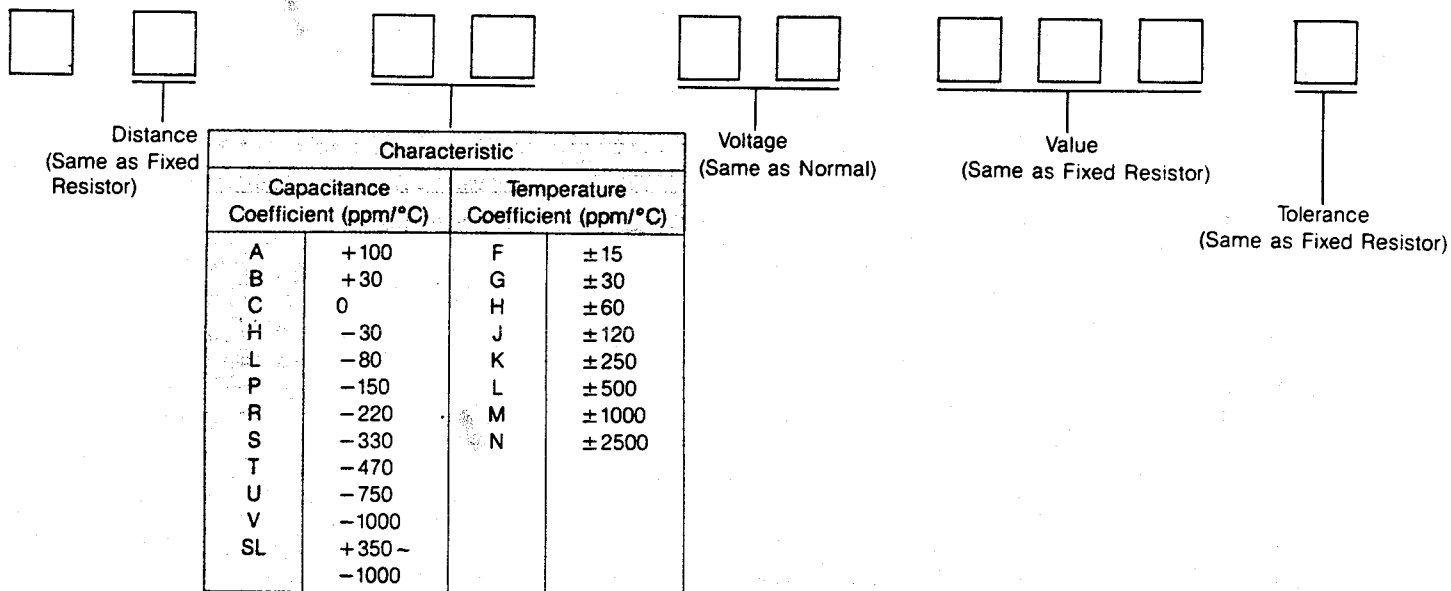 Distance
(Same as Fixed
Resistor)
Characteristic
Capacitance
Coefficient (ppm/°C)
Temperature
Coefficient (ppm/°C)
A +100 F ±15
B +30 G ±30
C 0 H ±60
H −30 J ±120
L −80 K ±250
P −150 L ±500
R −220 M ±1000
S −330 N ±2500
T −470
U −750
V −1000
SL +350~
−1000
Voltage
(Same as Normal)
Value
(Same as Fixed Resistor)
Tolerance
(Same as Fixed Resistor)